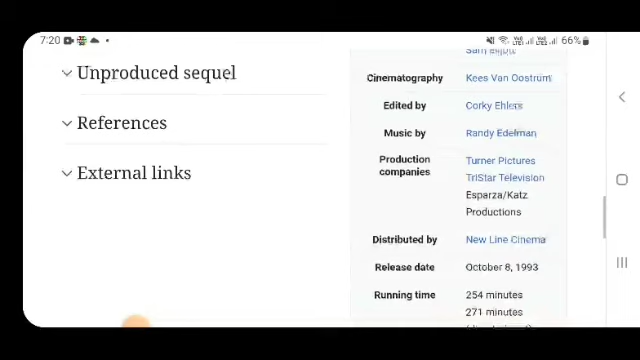 7:20
66%
Unproduced sequel
References
External links
Cinematography Kees Van Oostrum
Edited by Corky Ehlers
Music by Randy Edelman
Production companies Turner Pictures
TriStar Television
Esparza/Katz
Productions
Distributed by New Line Cinema
Release date October 8, 1993
Running time 254 minutes
271 minutes